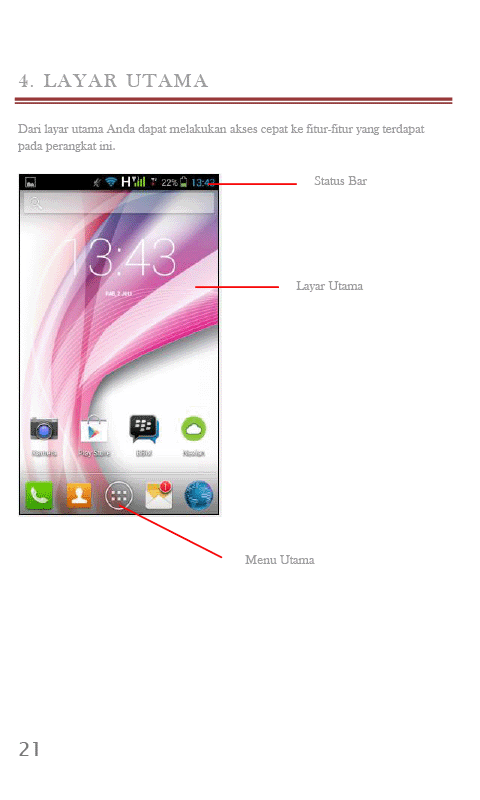 4. LAYAR UTAMA
Dari layar utama Anda dapat melakukan akses cepat ke fitur-fitur yang terdapat
pada perangkat ini.
H 22% 13:43
Status Bar
13:43
Layar Utama
Kamera Play Store BBM
1
Menu Utama
21